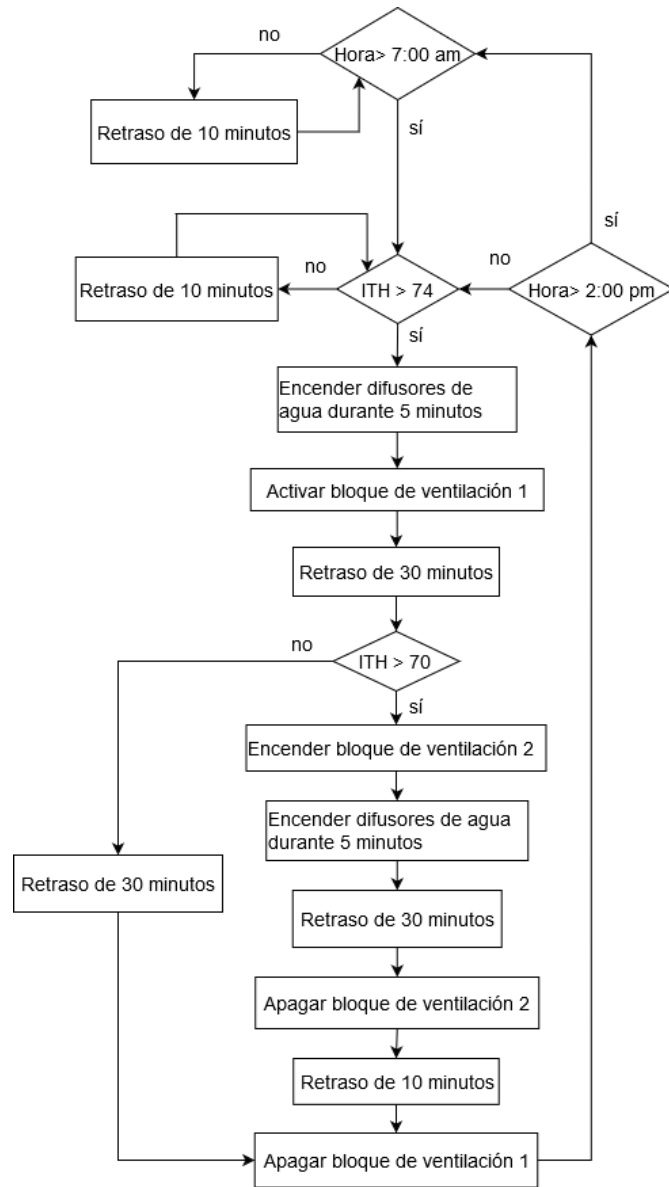 no
Hora> 7:00 am
Retraso de 10 minutos
sí
sí
Retraso de 10 minutos
no
ITH > 74
no
Hora> 2:00 pm
sí
Encender difusores de
agua durante 5 minutos
Activar bloque de ventilación 1
Retraso de 30 minutos
no
ITH > 70
sí
Encender bloque de ventilación 2
Encender difusores de agua
durante 5 minutos
Retraso de 30 minutos
Retraso de 30 minutos
Apagar bloque de ventilación 2
Retraso de 10 minutos
Apagar bloque de ventilación 1